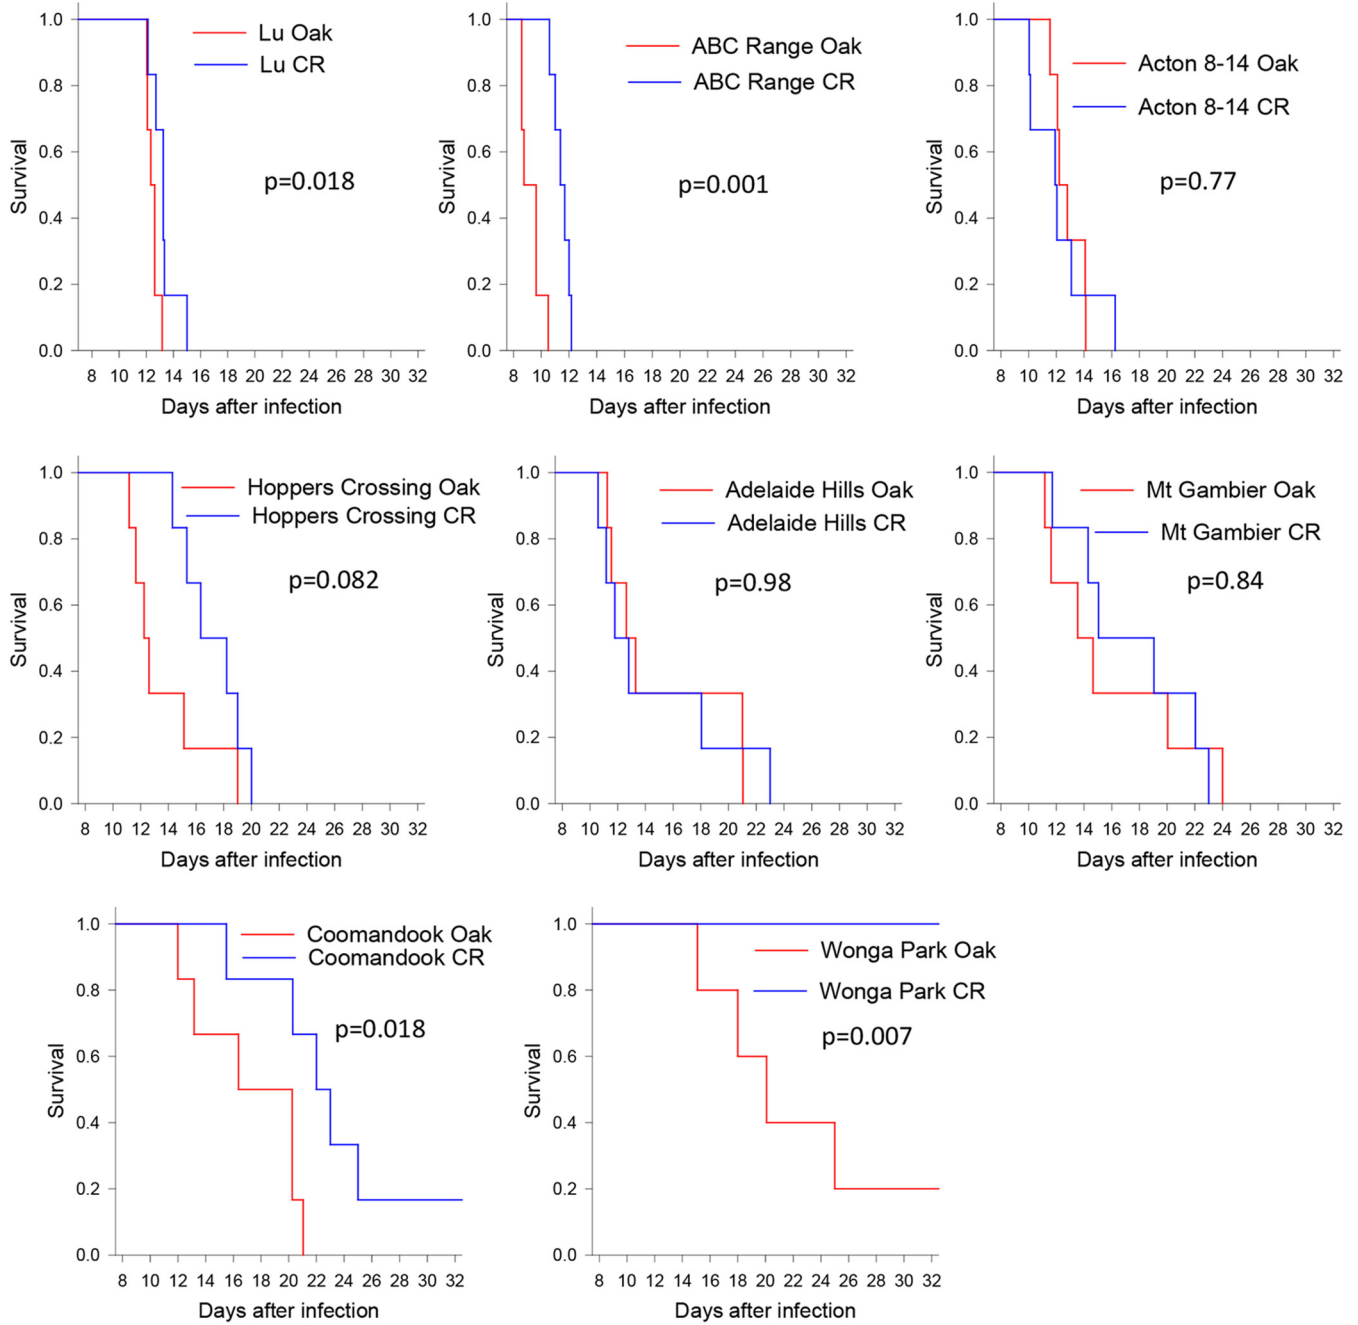 Lu Oak
Lu CR
p=0.018
Survival
1.0
0.8
0.6
0.4
0.2
0.0
8 10 12 14 16 18 20 22 24 26 28 30 32
Days after infection
ABC Range Oak
ABC Range CR
p=0.001
Survival
1.0
0.8
0.6
0.4
0.2
0.0
8 10 12 14 16 18 20 22 24 26 28 30 32
Days after infection
Acton 8-14 Oak
Acton 8-14 CR
p=0.77
Survival
1.0
0.8
0.6
0.4
0.2
0.0
8 10 12 14 16 18 20 22 24 26 28 30 32
Days after infection
Hoppers Crossing Oak
Hoppers Crossing CR
p=0.082
Survival
1.0
0.8
0.6
0.4
0.2
0.0
8 10 12 14 16 18 20 22 24 26 28 30 32
Days after infection
Adelaide Hills Oak
Adelaide Hills CR
p=0.98
Survival
1.0
0.8
0.6
0.4
0.2
0.0
8 10 12 14 16 18 20 22 24 26 28 30 32
Days after infection
Mt Gambier Oak
Mt Gambier CR
p=0.84
Survival
1.0
0.8
0.6
0.4
0.2
0.0
8 10 12 14 16 18 20 22 24 26 28 30 32
Days after infection
Coomandook Oak
Coomandook CR
p=0.018
Survival
1.0
0.8
0.6
0.4
0.2
0.0
8 10 12 14 16 18 20 22 24 26 28 30 32
Days after infection
Wonga Park Oak
Wonga Park CR
p=0.007
Survival
1.0
0.8
0.6
0.4
0.2
0.0
8 10 12 14 16 18 20 22 24 26 28 30 32
Days after infection